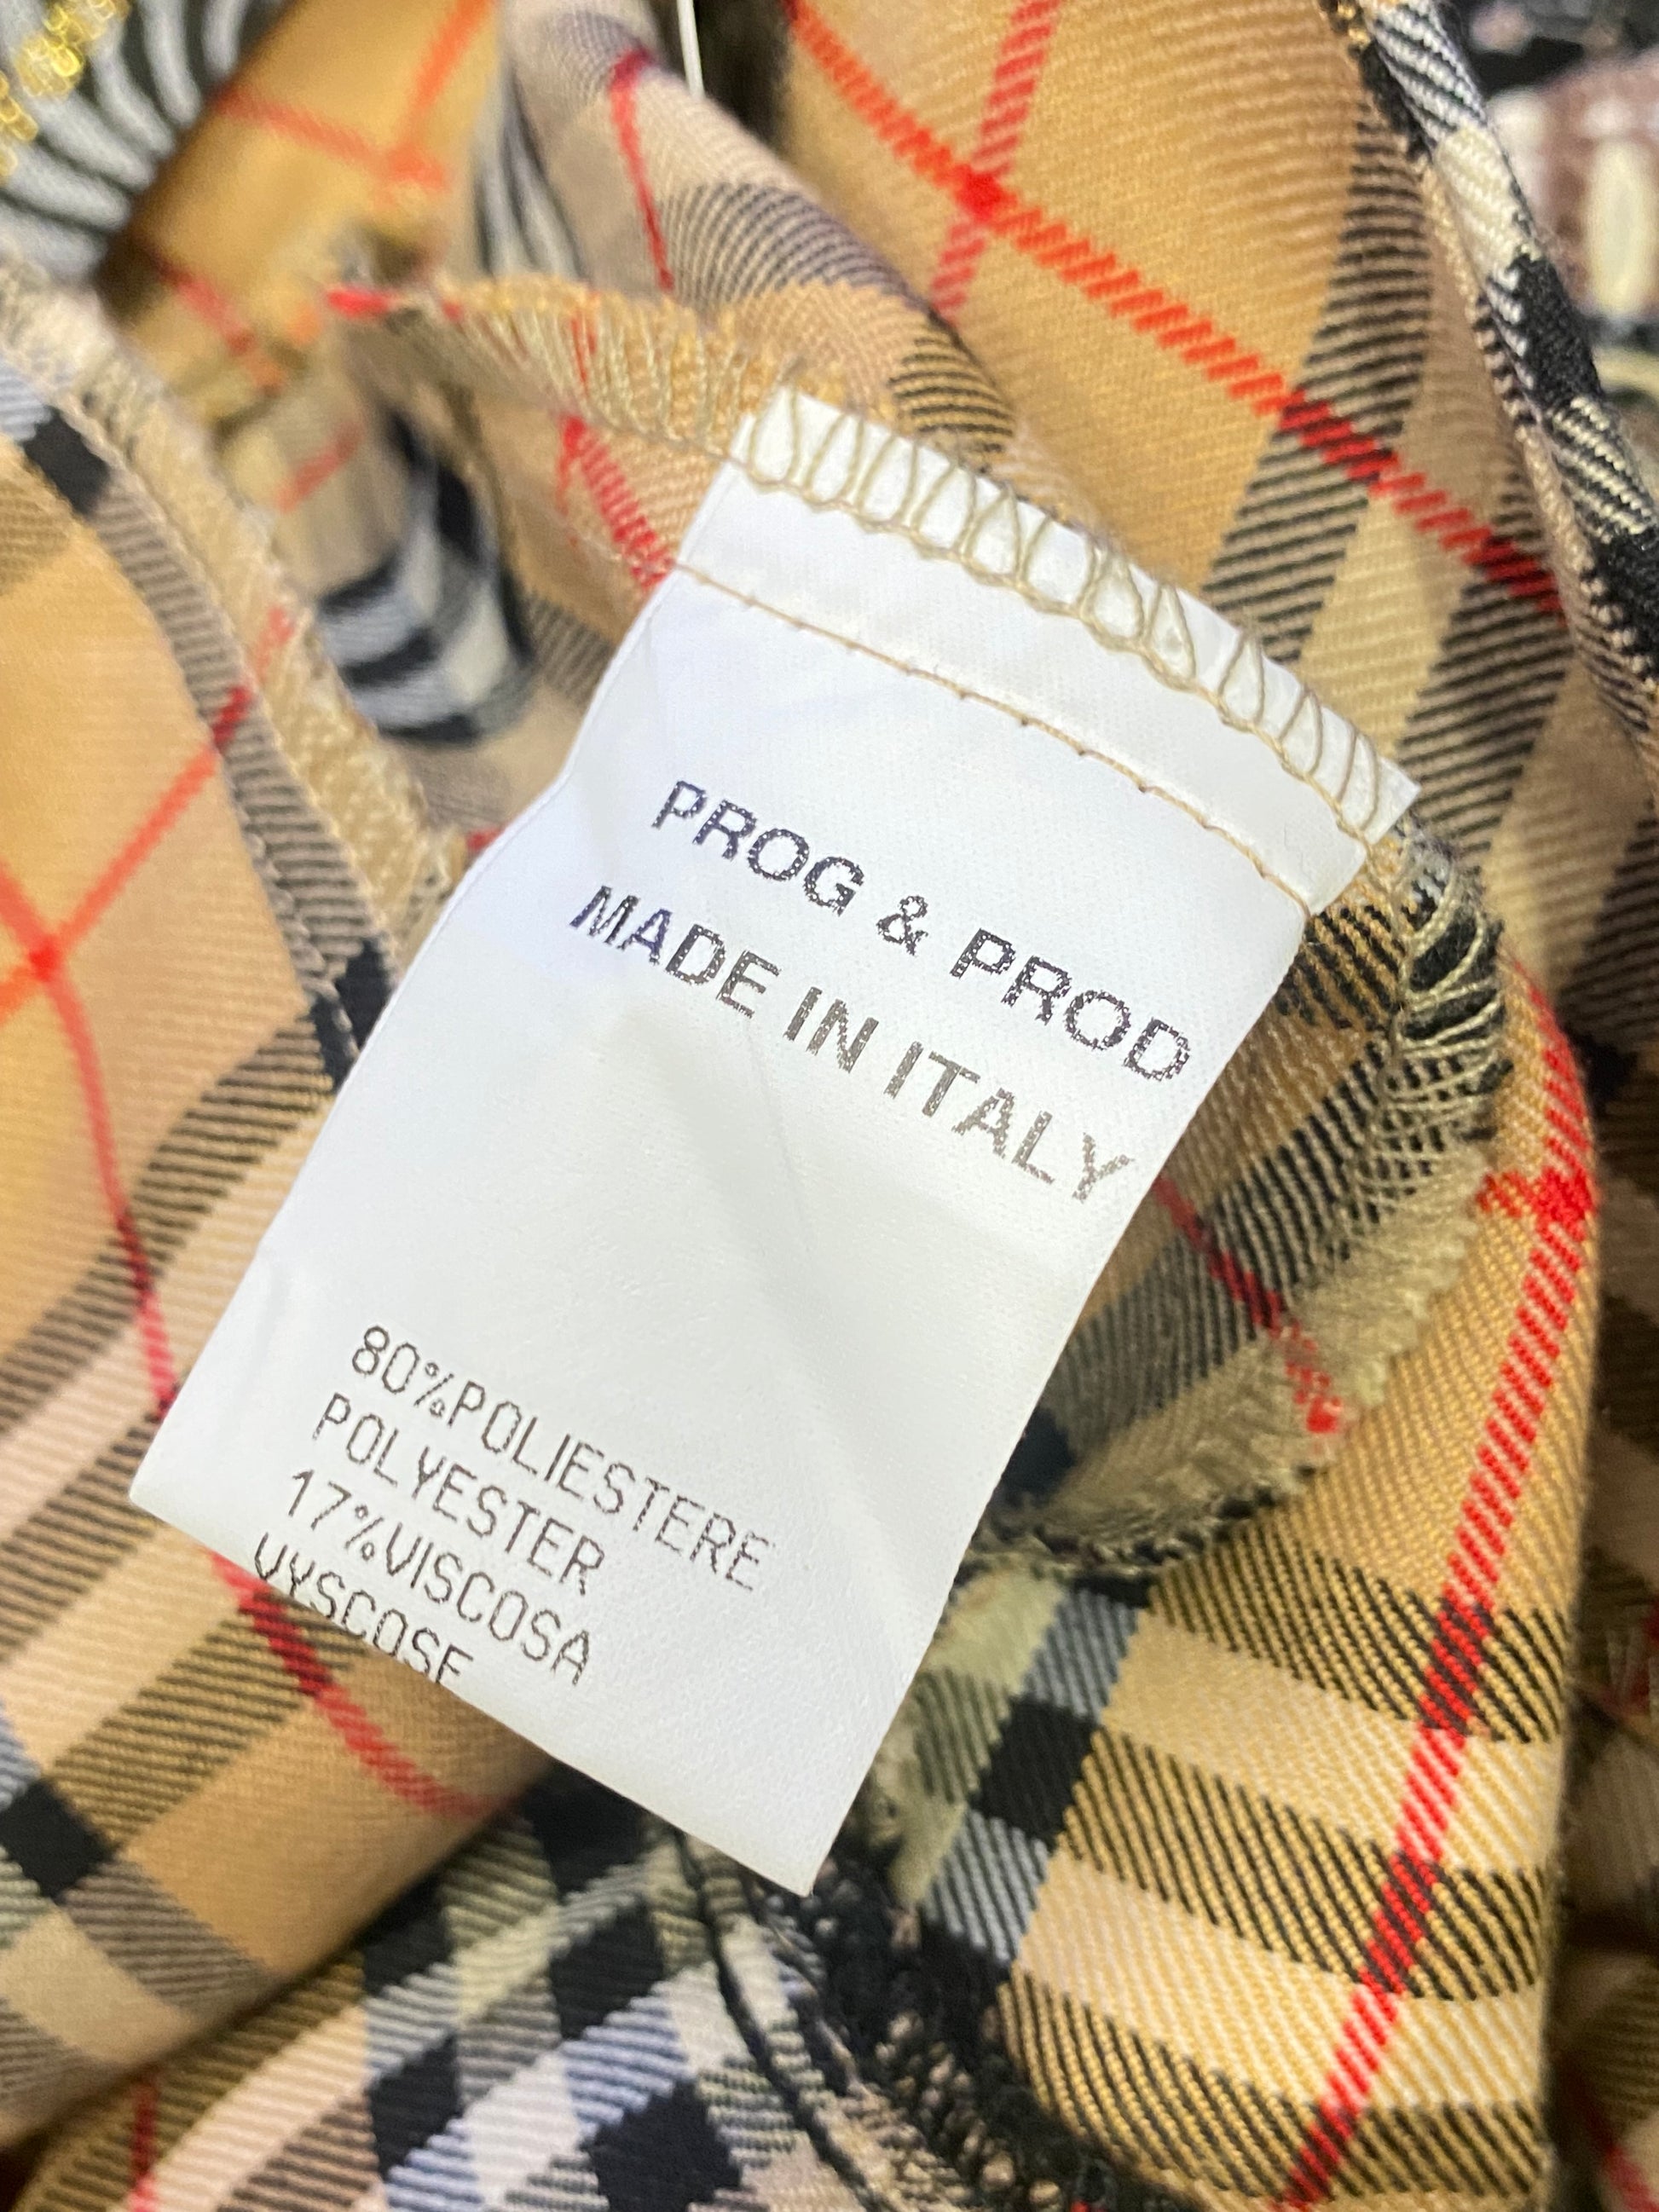 PROG & PROD
MADE IN ITALY
80%POLIESTERE
POLYESTER
17%VISCOSA
VYSCOSE